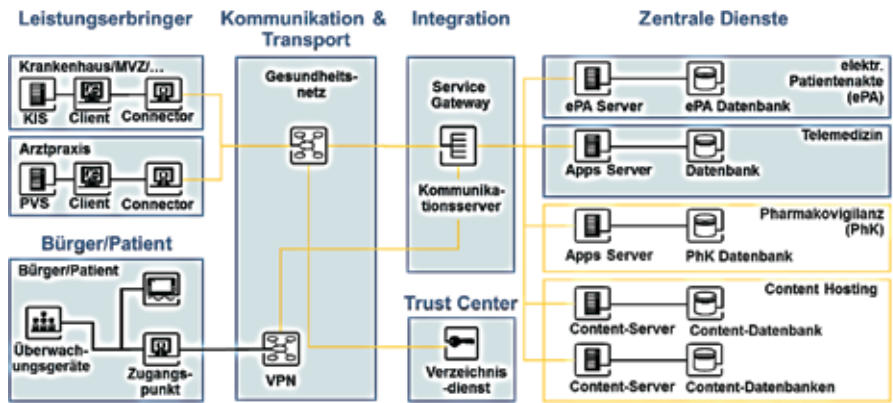 Leistungserbringer
Krankenhaus/MVZ/...
KIS
Client
Connector
Arztpraxis
PVS
Client
Connector
Bürger/Patient
Bürger/Patient
Überwach-
ungsgeräte
Zugangs-
punkt
Kommunikation &
Transport
Gesundheits-
netz
VPN
Integration
Service
Gateway
Kommunika-
tionsserver
Trust Center
Verzeichnis
-dienst
Zentrale Dienste
elektr.
Patientenakte
(ePA)
ePA Server
ePA Datenbank
Telemedizin
Apps Server
Datenbank
Pharmakovigilanz
(PhK)
Apps Server
PhK Datenbank
Content Hosting
Content-Server
Content-Datenbank
Content-Server
Content-Datenbanken